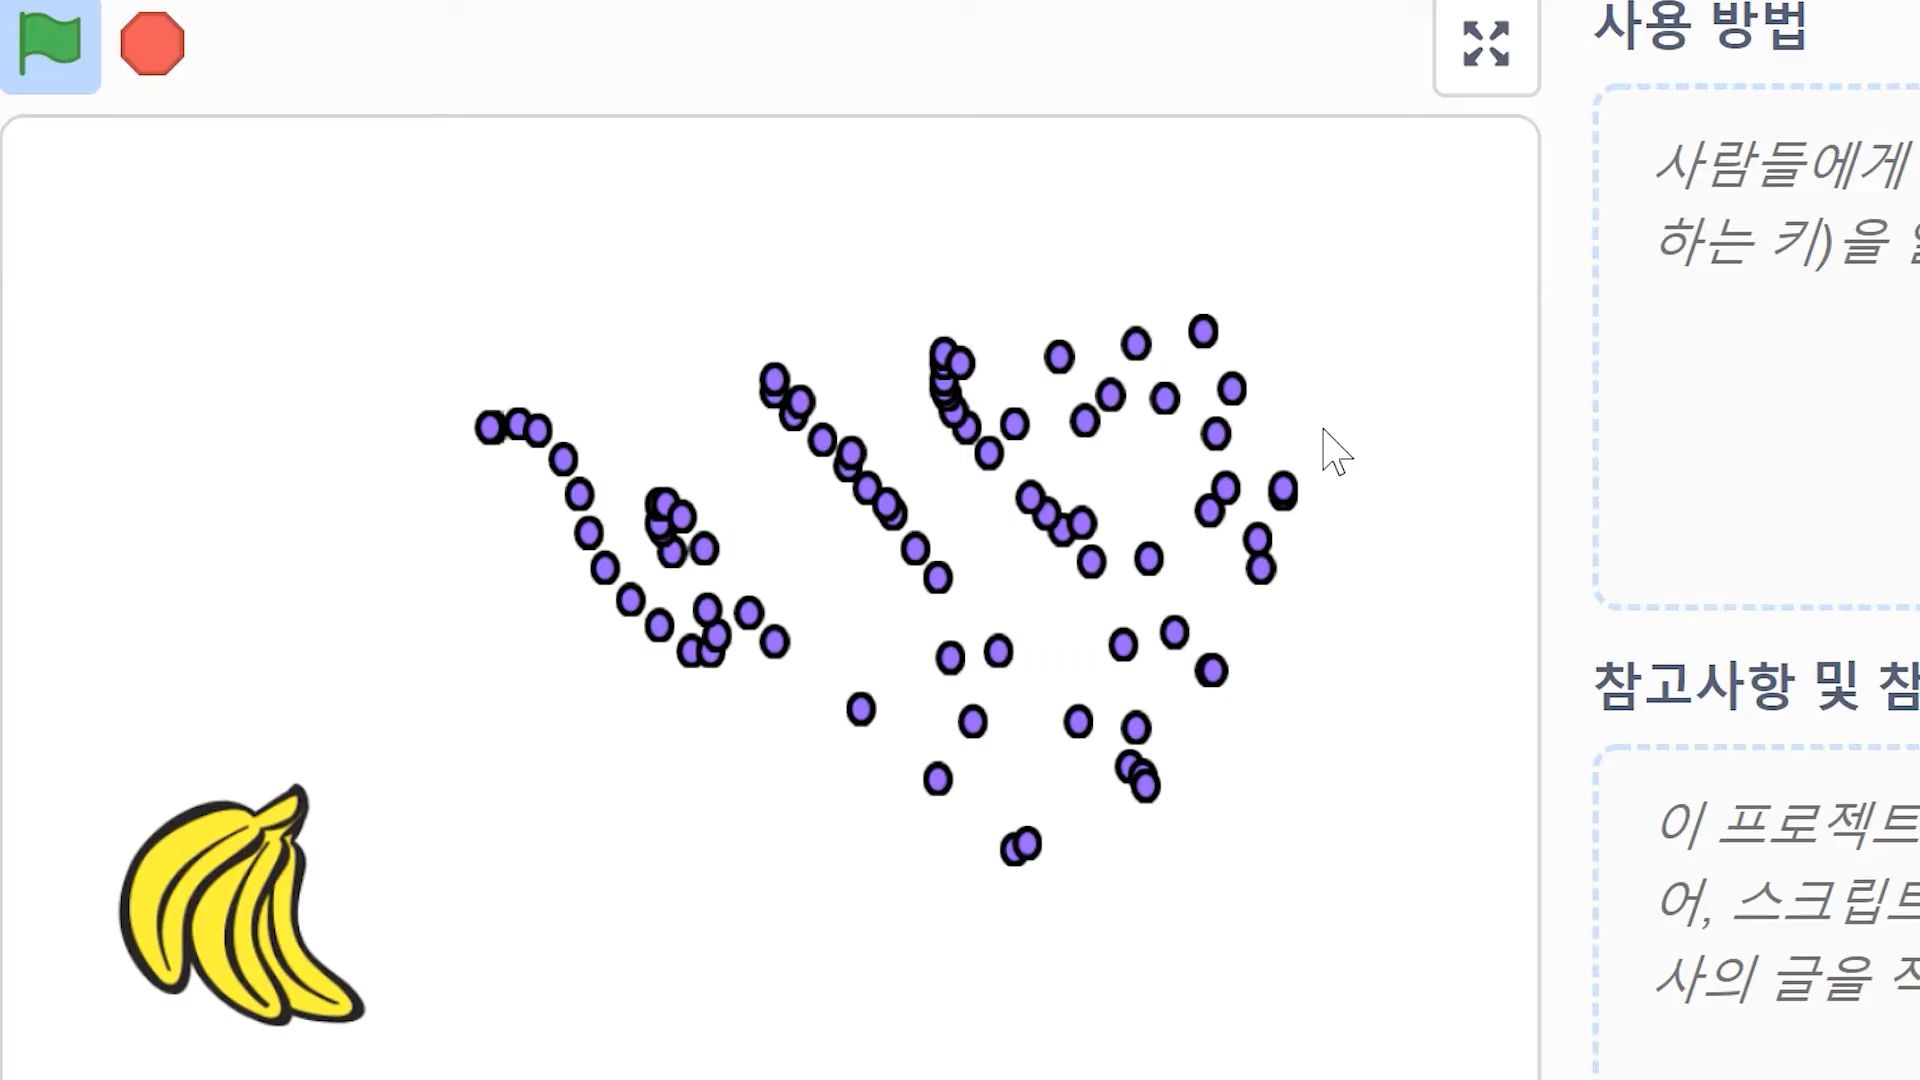 사용 방법
사람들에게
하는 키)을
참고사항 및 참
이 프로젝트
어, 스크립트
사의 글을